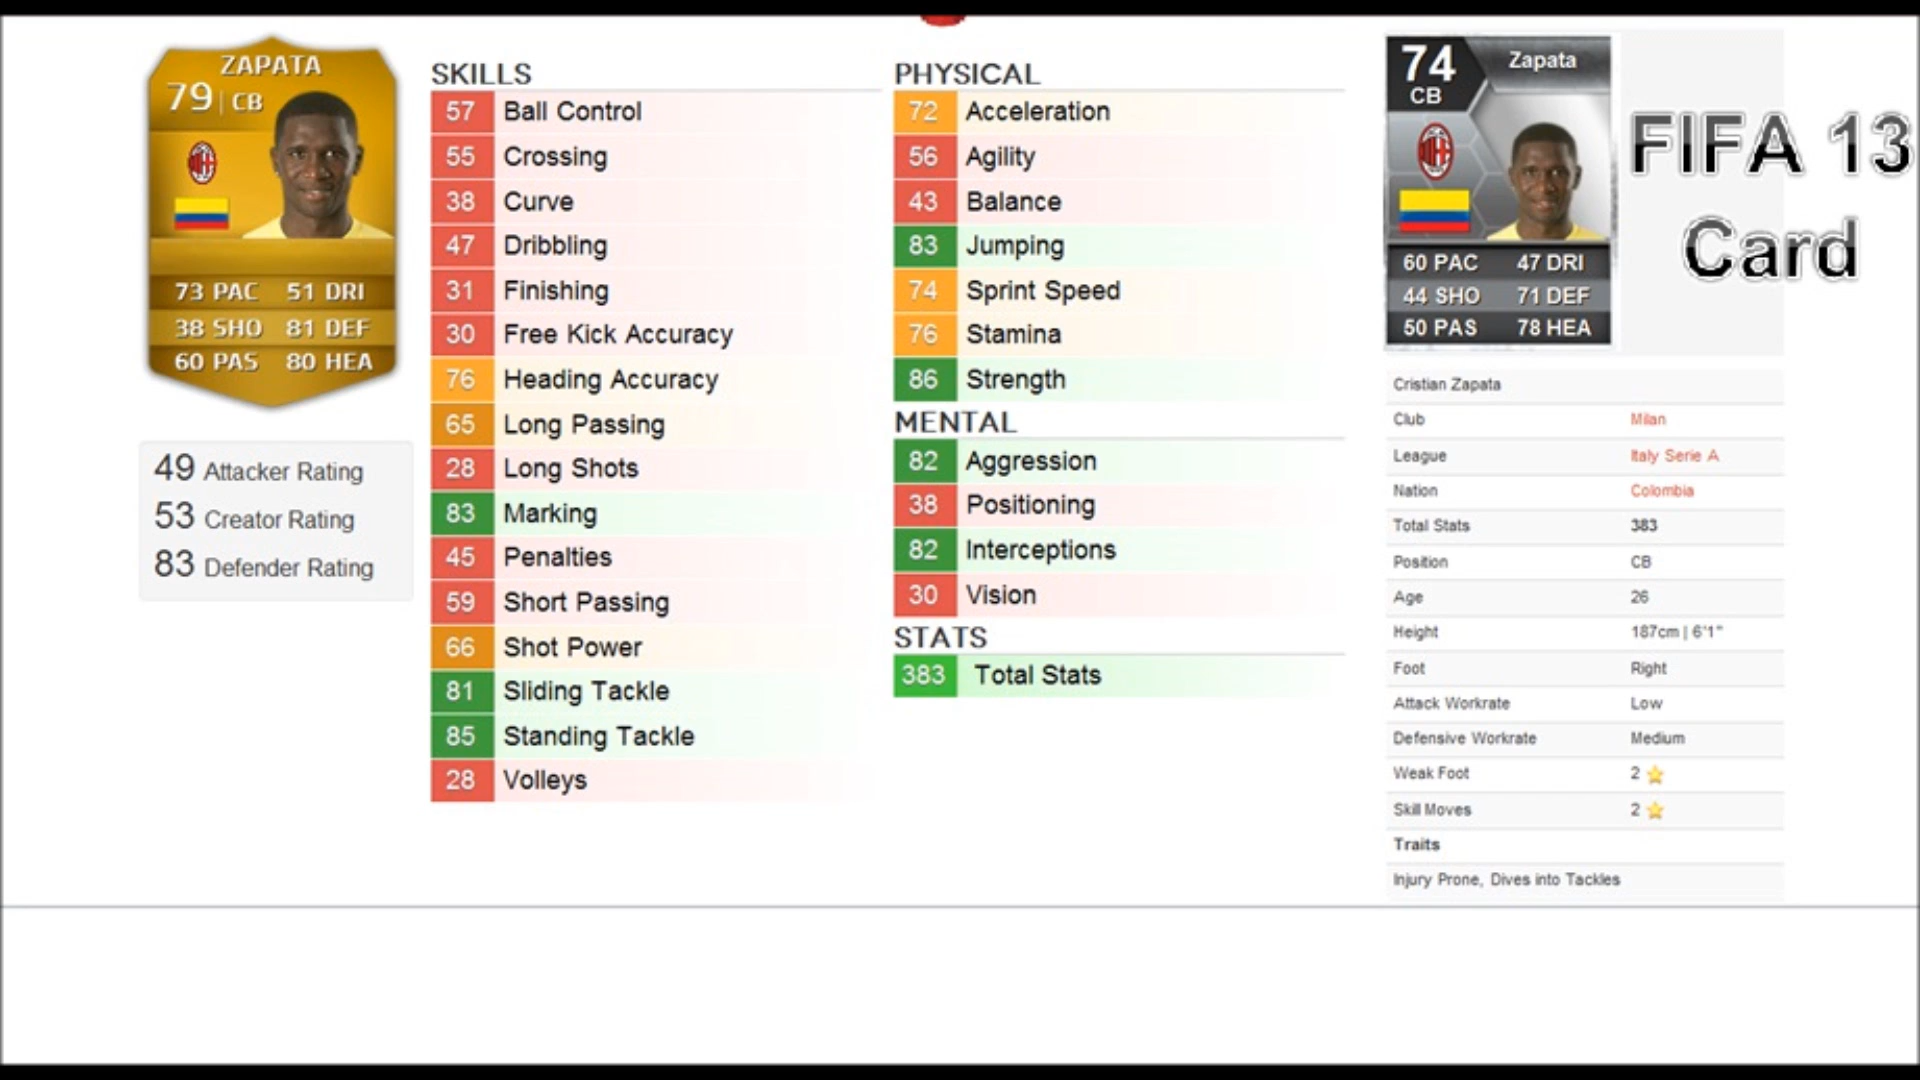 ZAPATA
79 | CB
73 PAC 51 DRI
38 SHO 81 DEF
60 PAS 80 HEA
49 Attacker Rating
53 Creator Rating
83 Defender Rating
SKILLS
57 Ball Control
55 Crossing
38 Curve
47 Dribbling
31 Finishing
30 Free Kick Accuracy
76 Heading Accuracy
65 Long Passing
28 Long Shots
83 Marking
45 Penalties
59 Short Passing
66 Shot Power
81 Sliding Tackle
85 Standing Tackle
28 Volleys
PHYSICAL
72 Acceleration
56 Agility
43 Balance
83 Jumping
74 Sprint Speed
76 Stamina
86 Strength
MENTAL
82 Aggression
38 Positioning
82 Interceptions
30 Vision
STATS
383 Total Stats
74 Zapata
CB
60 PAC 47 DRI
44 SHO 71 DEF
50 PAS 78 HEA
FIFA 13
Card
Cristian Zapata
Club Milan
League Italy Serie A
Nation Colombia
Total Stats 383
Position CB
Age 26
Height 187cm | 6'1"
Foot Right
Attack Workrate Low
Defensive Workrate Medium
Weak Foot 2
Skill Moves 2
Traits
Injury Prone, Dives into Tackles